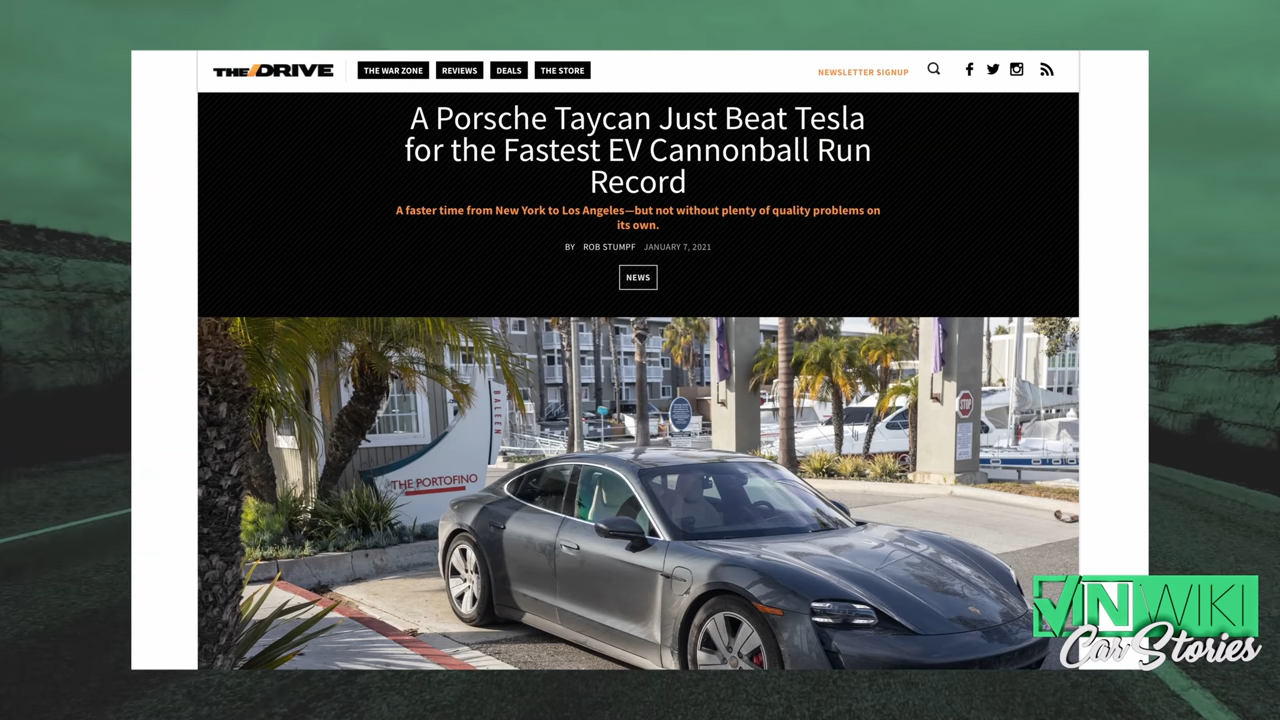 THE/DRIVE
THE WAR ZONE
REVIEWS
DEALS
THE STORE
NEWSLETTER SIGNUP
A Porsche Taycan Just Beat Tesla
for the Fastest EV Cannonball Run
Record
A faster time from New York to Los Angeles—but not without plenty of quality problems on
its own.
BY ROB STUMPF JANUARY 7, 2021
NEWS
BALEEN
THE PORTOFINO
STOP
VINWIKI
Car Stories